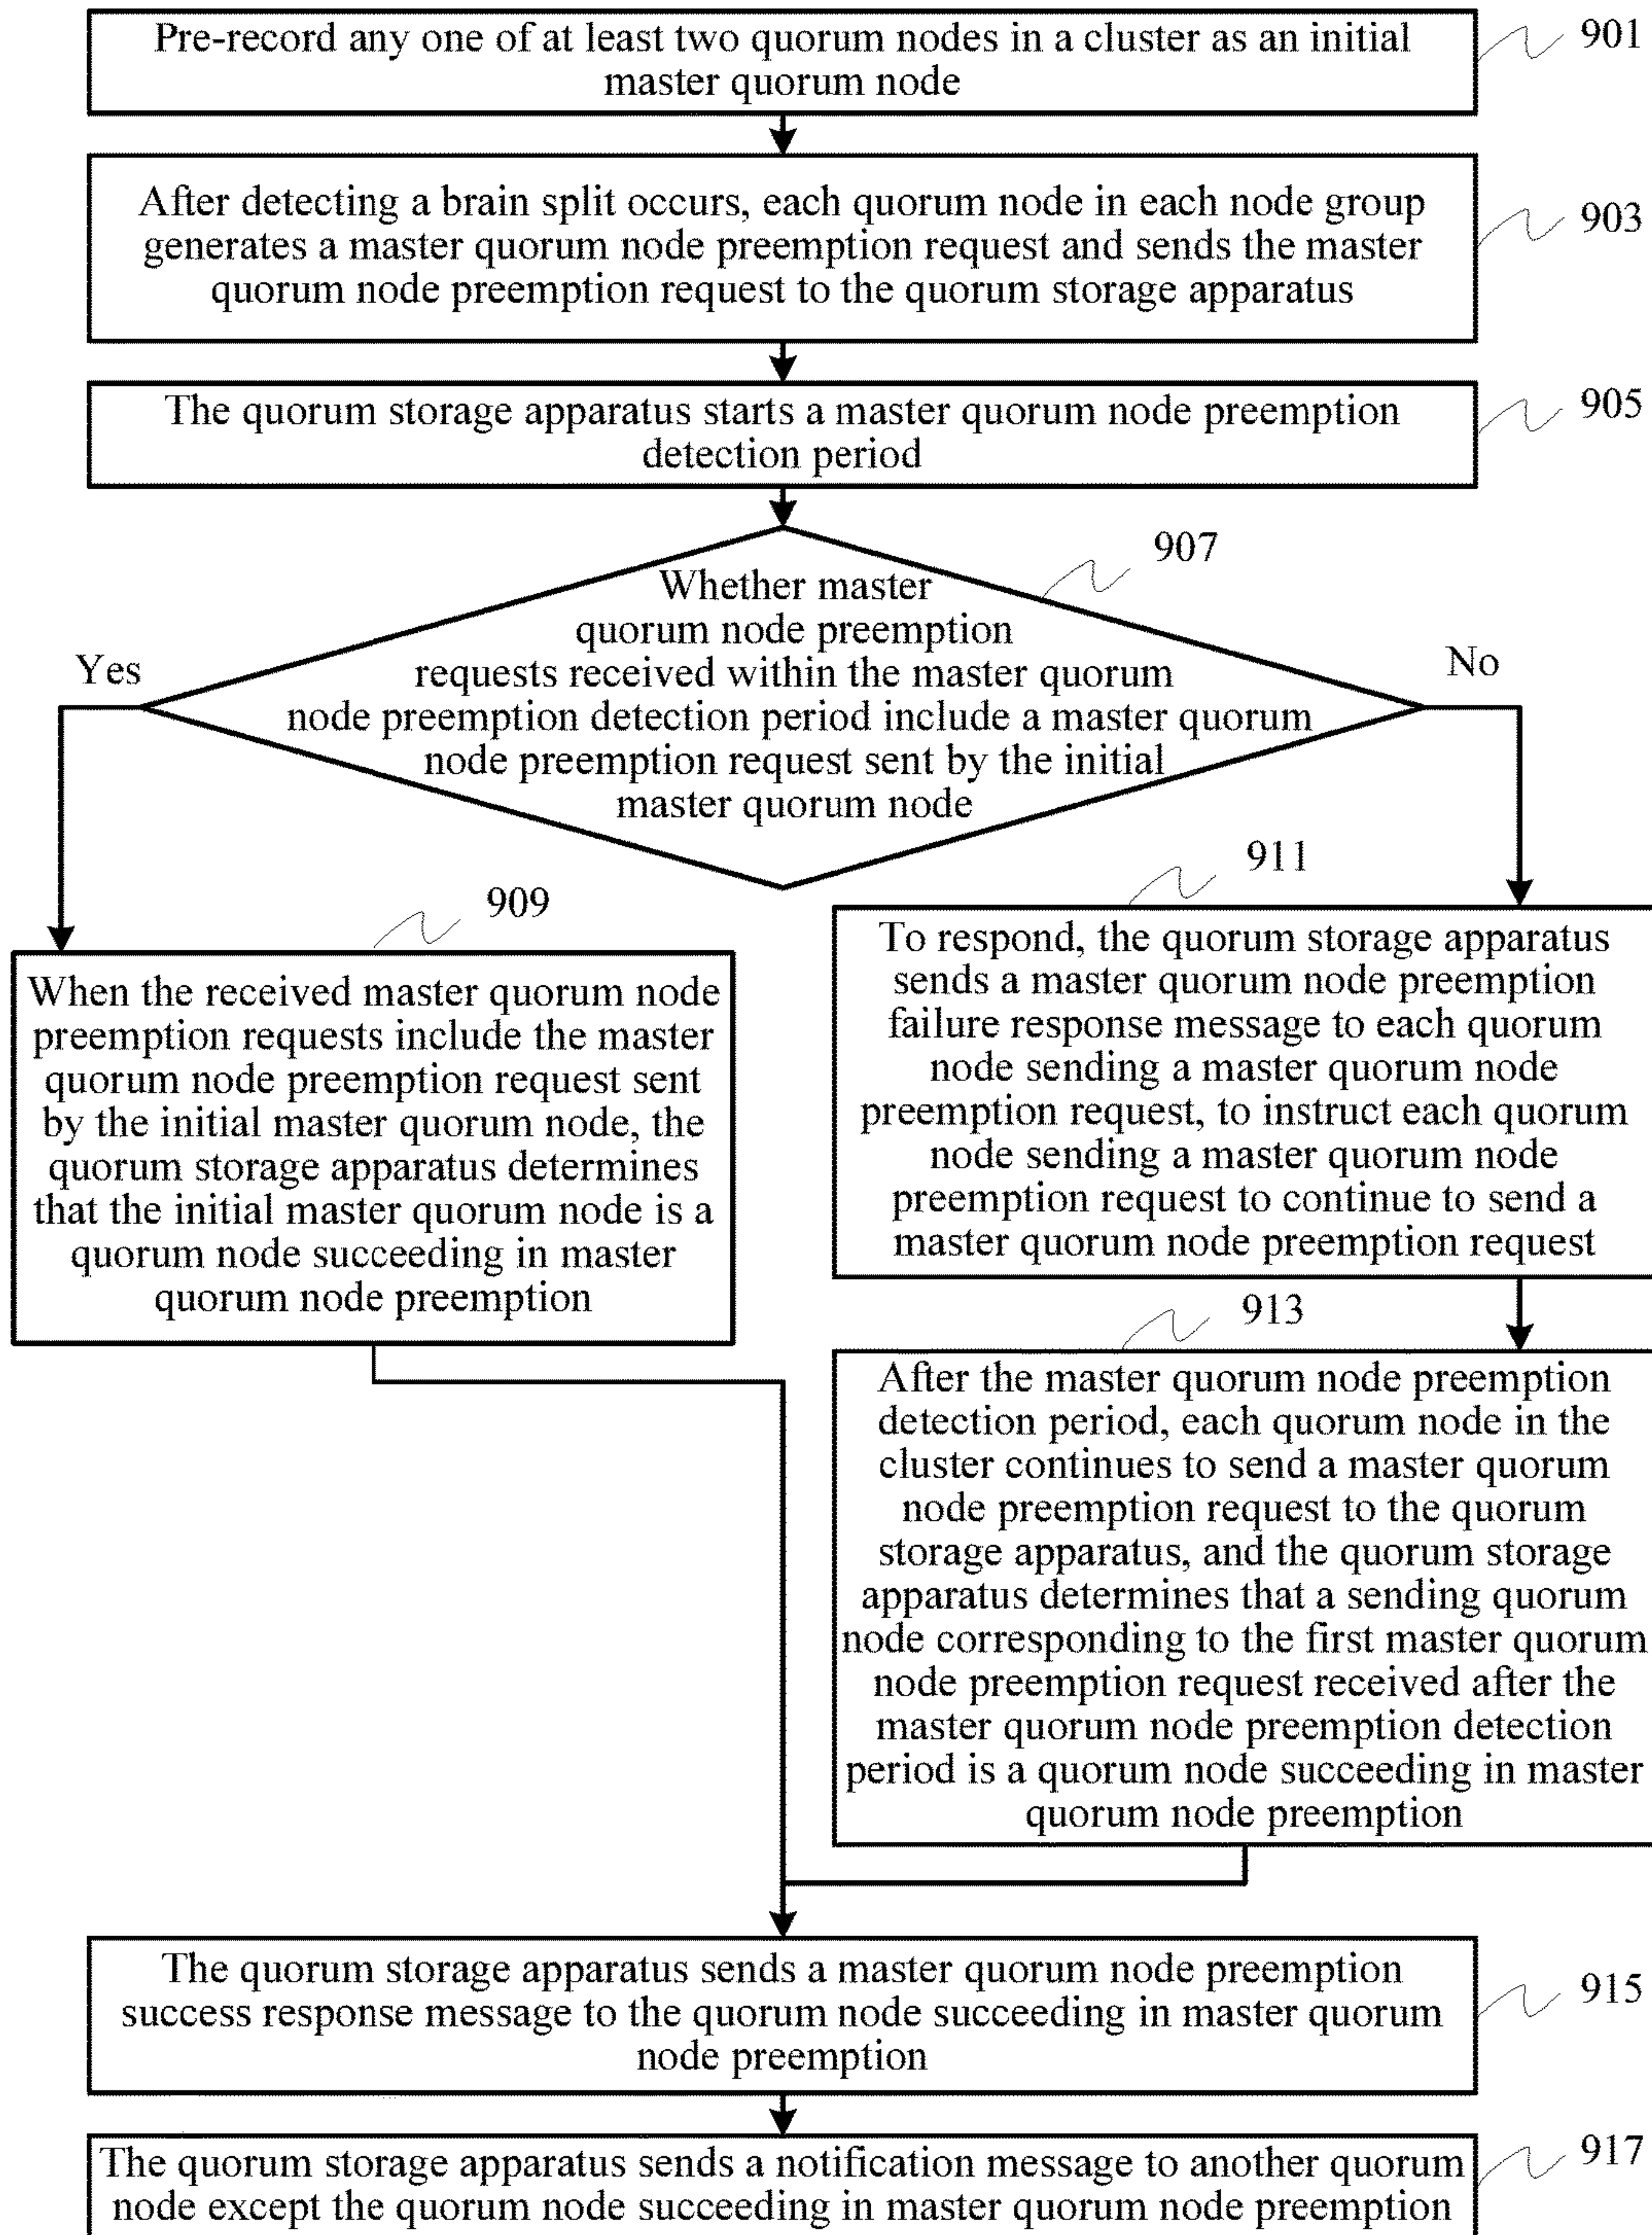 Pre-record any one of at least two quorum nodes in a cluster as an initial
master quorum node
901
After detecting a brain split occurs, each quorum node in each node group
generates a master quorum node preemption request and sends the master
quorum node preemption request to the quorum storage apparatus
903
The quorum storage apparatus starts a master quorum node preemption
detection period
905
907
Whether master
quorum node preemption
requests received within the master quorum
node preemption detection period include a master quorum
node preemption request sent by the initial
master quorum node
Yes
No
909
When the received master quorum node
preemption requests include the master
quorum node preemption request sent
by the initial master quorum node, the
quorum storage apparatus determines
that the initial master quorum node is a
quorum node succeeding in master
quorum node preemption
911
To respond, the quorum storage apparatus
sends a master quorum node preemption
failure response message to each quorum
node sending a master quorum node
preemption request, to instruct each quorum
node sending a master quorum node
preemption request to continue to send a
master quorum node preemption request
913
After the master quorum node preemption
detection period, each quorum node in the
cluster continues to send a master quorum
node preemption request to the quorum
storage apparatus, and the quorum storage
apparatus determines that a sending quorum
node corresponding to the first master quorum
node preemption request received after the
master quorum node preemption detection
period is a quorum node succeeding in master
quorum node preemption
The quorum storage apparatus sends a master quorum node preemption
success response message to the quorum node succeeding in master quorum
node preemption
915
The quorum storage apparatus sends a notification message to another quorum
node except the quorum node succeeding in master quorum node preemption
917